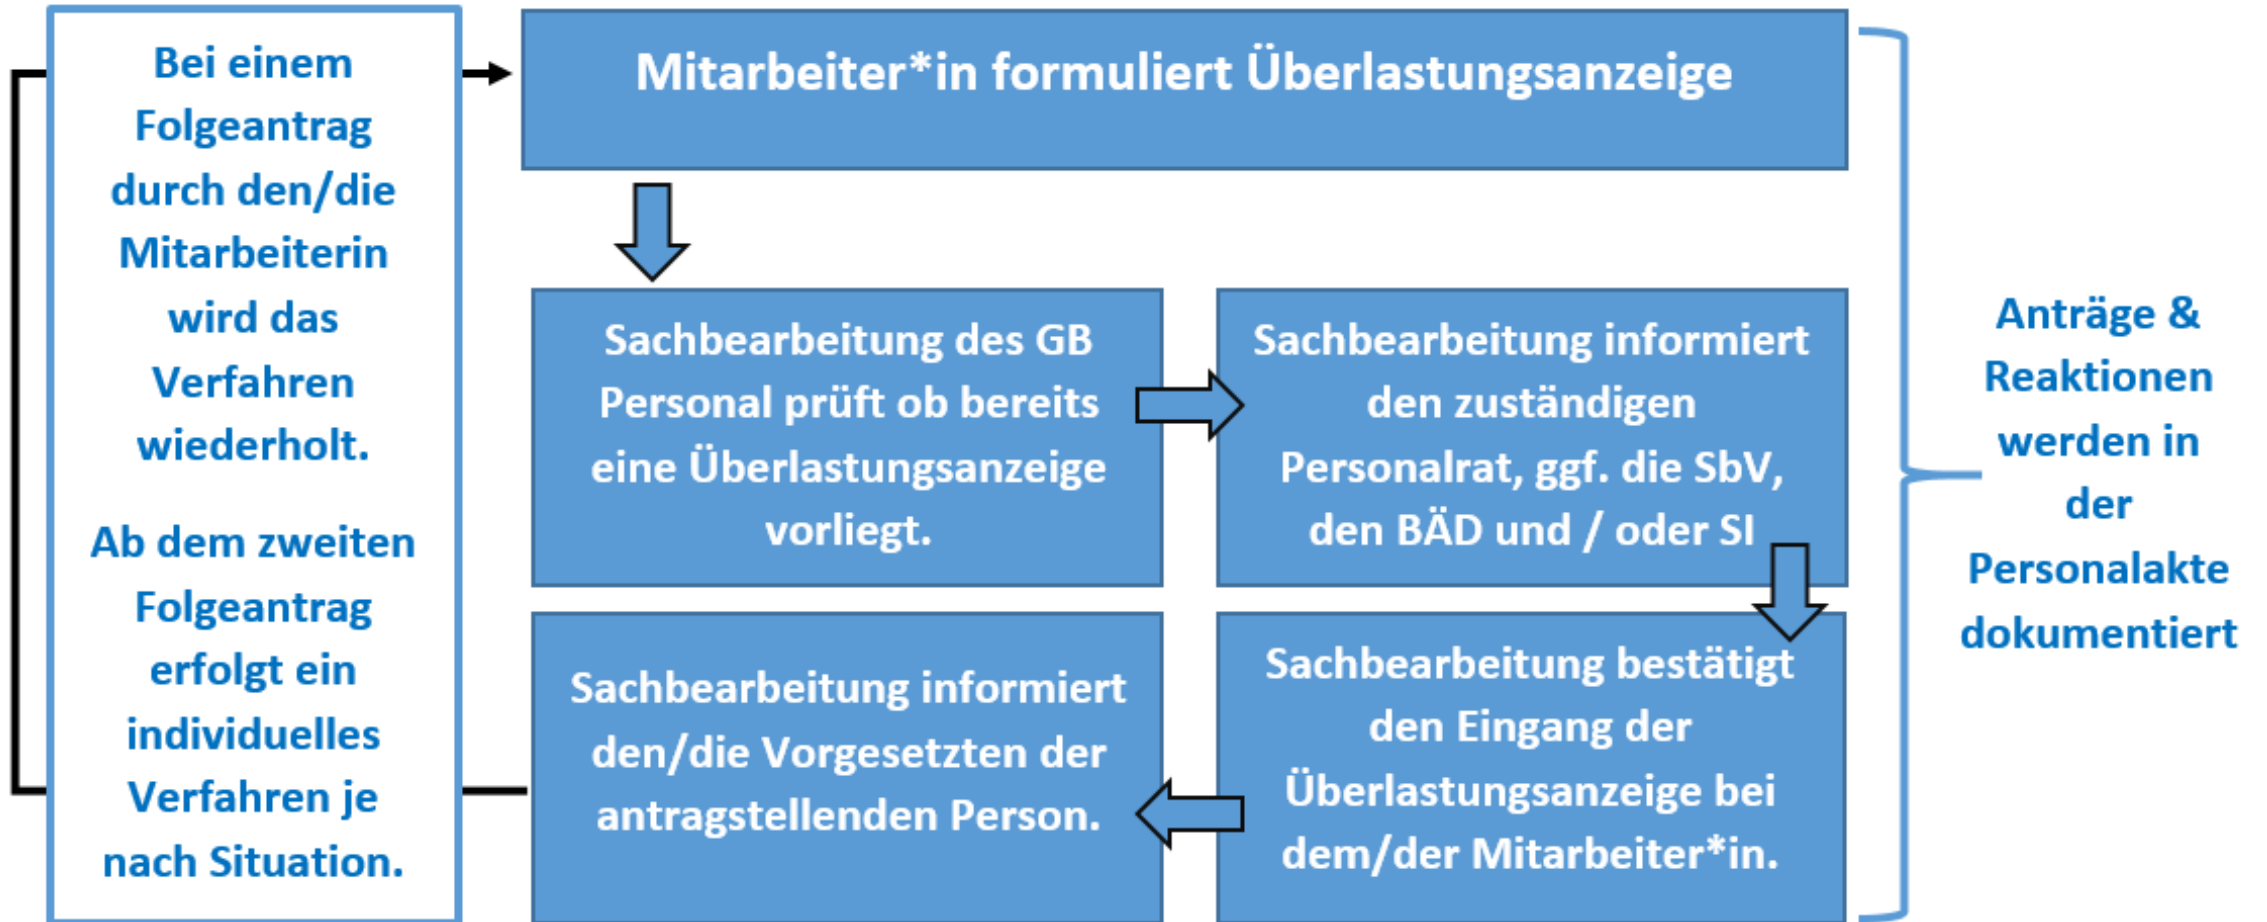 Bei einem
Folgeantrag
durch den/die
Mitarbeiterin
wird das
Verfahren
wiederholt.
Ab dem zweiten
Folgeantrag
erfolgt ein
individuelles
Verfahren je
nach Situation.
Mitarbeiter*in formuliert Überlastungsanzeige
Sachbearbeitung des GB
Personal prüft ob bereits
eine Überlastungsanzeige
vorliegt.
Sachbearbeitung informiert
den zuständigen
Personalrat, ggf. die SbV,
den BÄD und / oder SI
Sachbearbeitung bestätigt
den Eingang der
Überlastungsanzeige bei
dem/der Mitarbeiter*in.
Sachbearbeitung informiert
den/die Vorgesetzten der
antragstellenden Person.
Anträge &
Reaktionen
werden in
der
Personalakte
dokumentiert